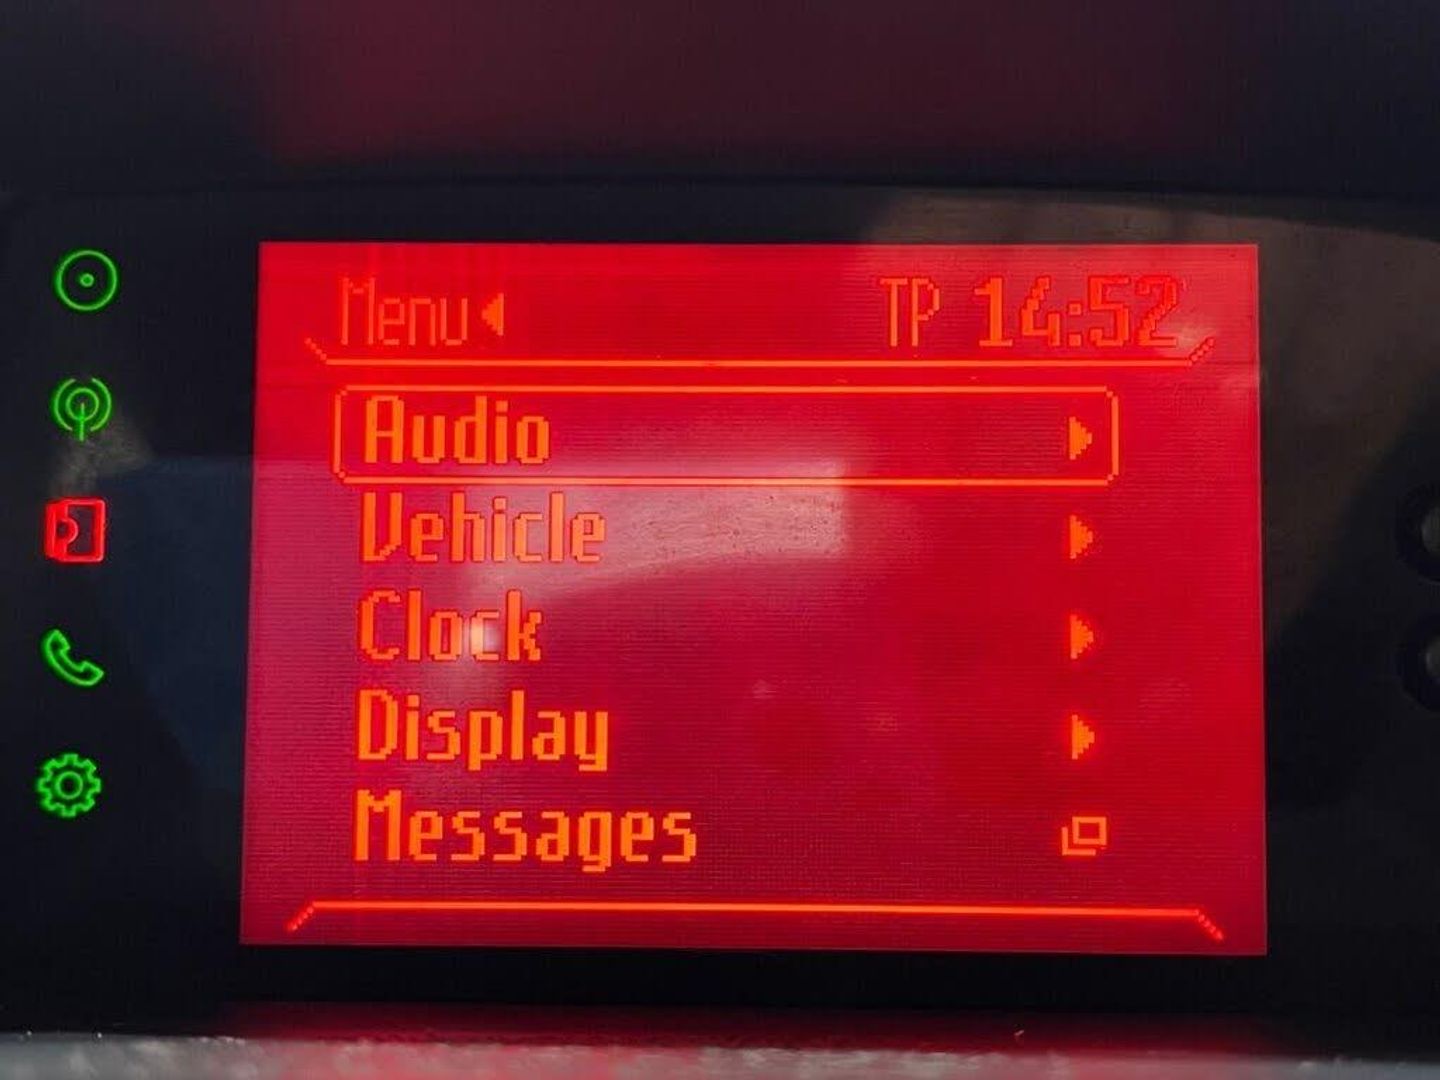 Menu
TP 14:52
Audio
Vehicle
Clock
Display
Messages